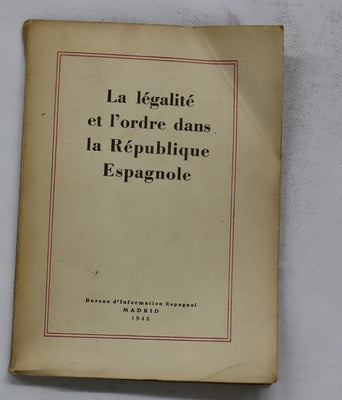 La légalité
et l'ordre dans
la République
Espagnole
Bureau d'Information Espagnol
MADRID
1946